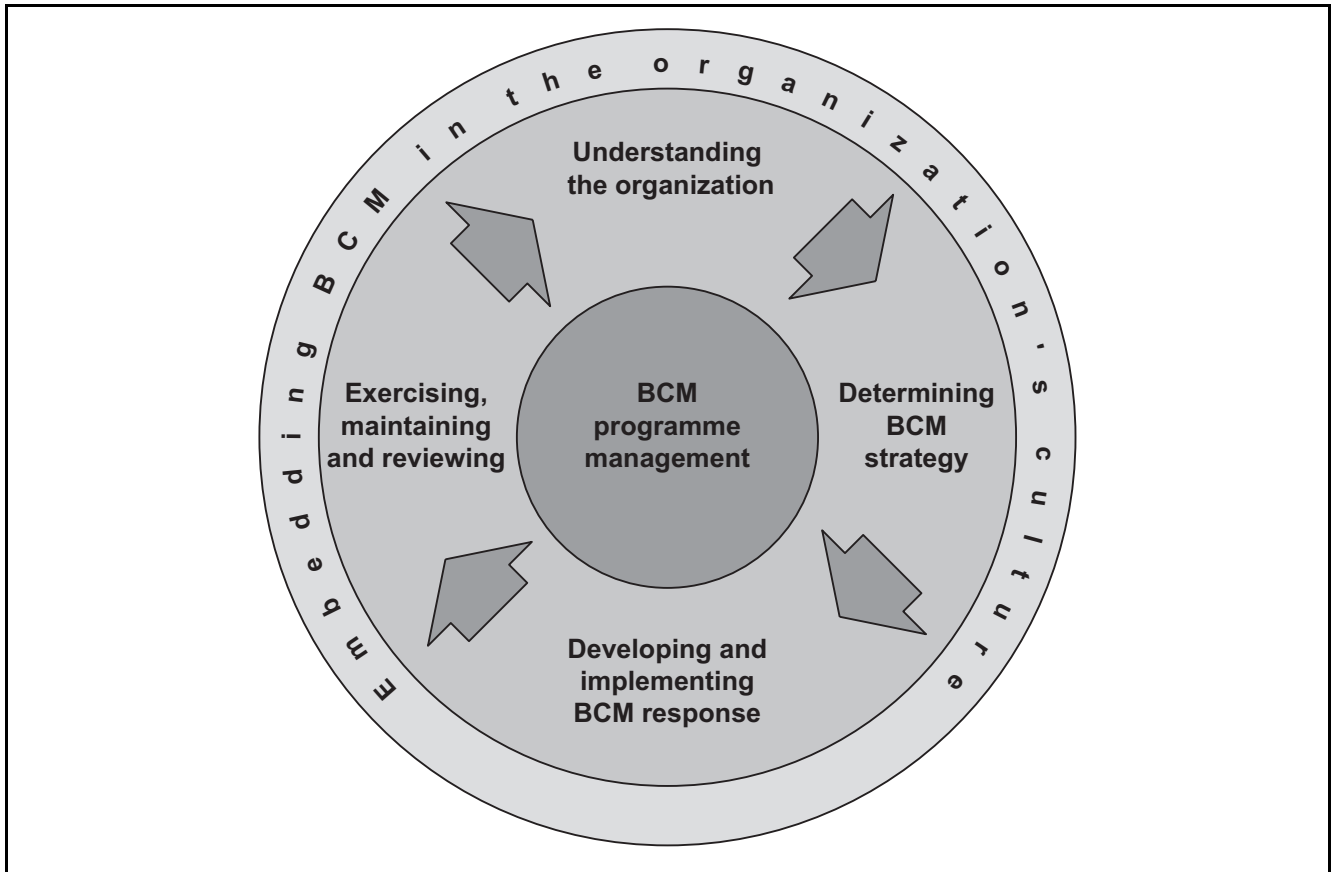 Embedding BCM in the organization's culture
Understanding
the organization
Exercising,
maintaining
and reviewing
BCM
programme
management
Determining
BCM
strategy
Developing and
implementing
BCM response